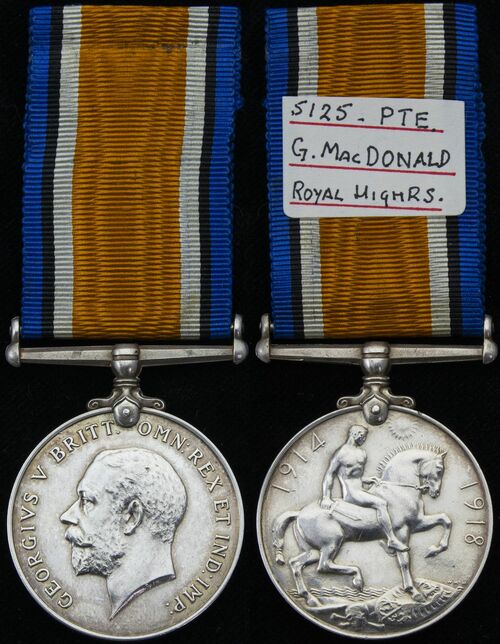 5125 - PTE.
G. MACDONALD
ROYAL HIGHRS.
GEORGIVS V BRITT: OMN: REX ET IND: IMP:
1914
1918